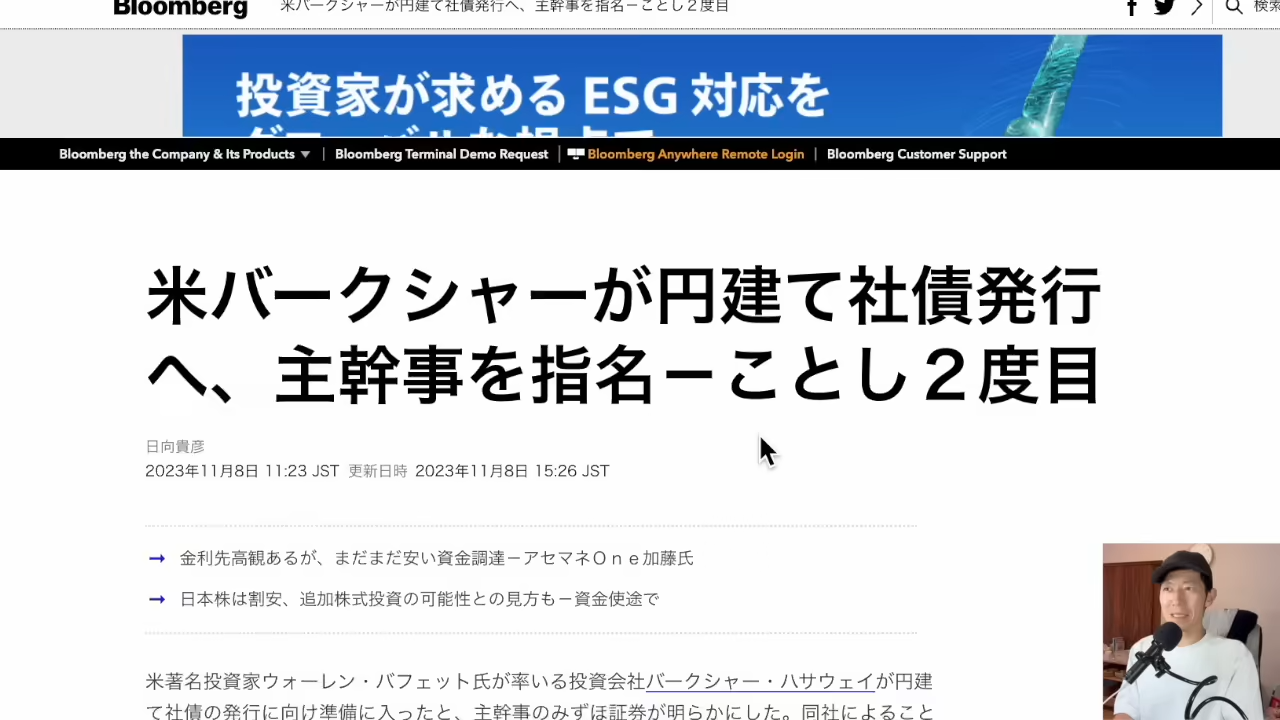 Bloomberg
米バークシャーが円建て社債発行へ、主幹事を指名－ことし２度目
検索
投資家が求める ESG 対応を
グローバルな視点で
Bloomberg the Company & Its Products
Bloomberg Terminal Demo Request
Bloomberg Anywhere Remote Login
Bloomberg Customer Support
米バークシャーが円建て社債発行
へ、主幹事を指名－ことし２度目
日向貴彦
2023年11月8日 11:23 JST 更新日時 2023年11月8日 15:26 JST
金利先高観あるが、まだまだ安い資金調達－アセマネＯｎｅ加藤氏
日本株は割安、追加株式投資の可能性との見方も－資金使途で
米著名投資家ウォーレン・バフェット氏が率いる投資会社バークシャー・ハサウェイが円建
て社債の発行に向け準備に入ったと、主幹事のみずほ証券が明らかにした。同社によること